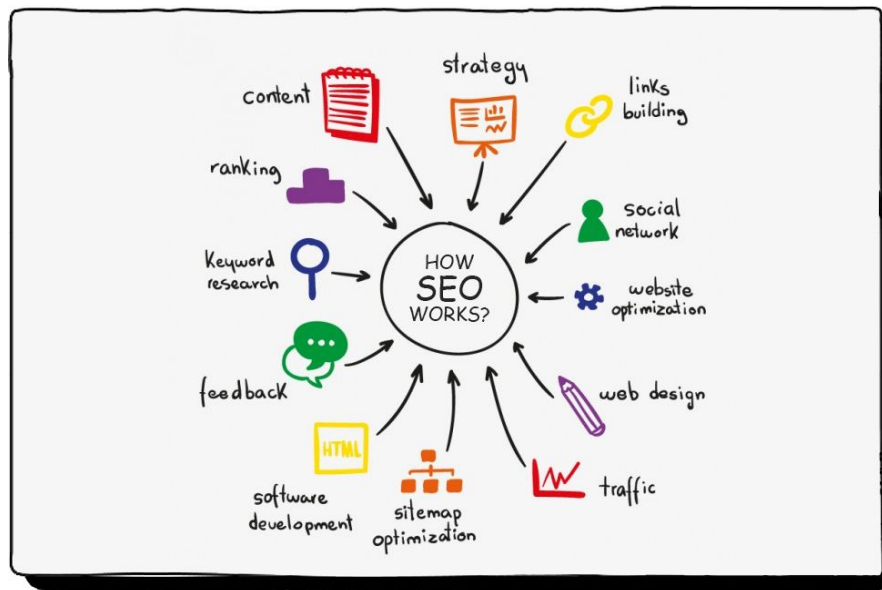 strategy
content
links
building
ranking
social
network
Keyword
research
HOW
SEO
WORKS?
website
optimization
feedback
web design
HTML
software
development
sitemap
optimization
traffic